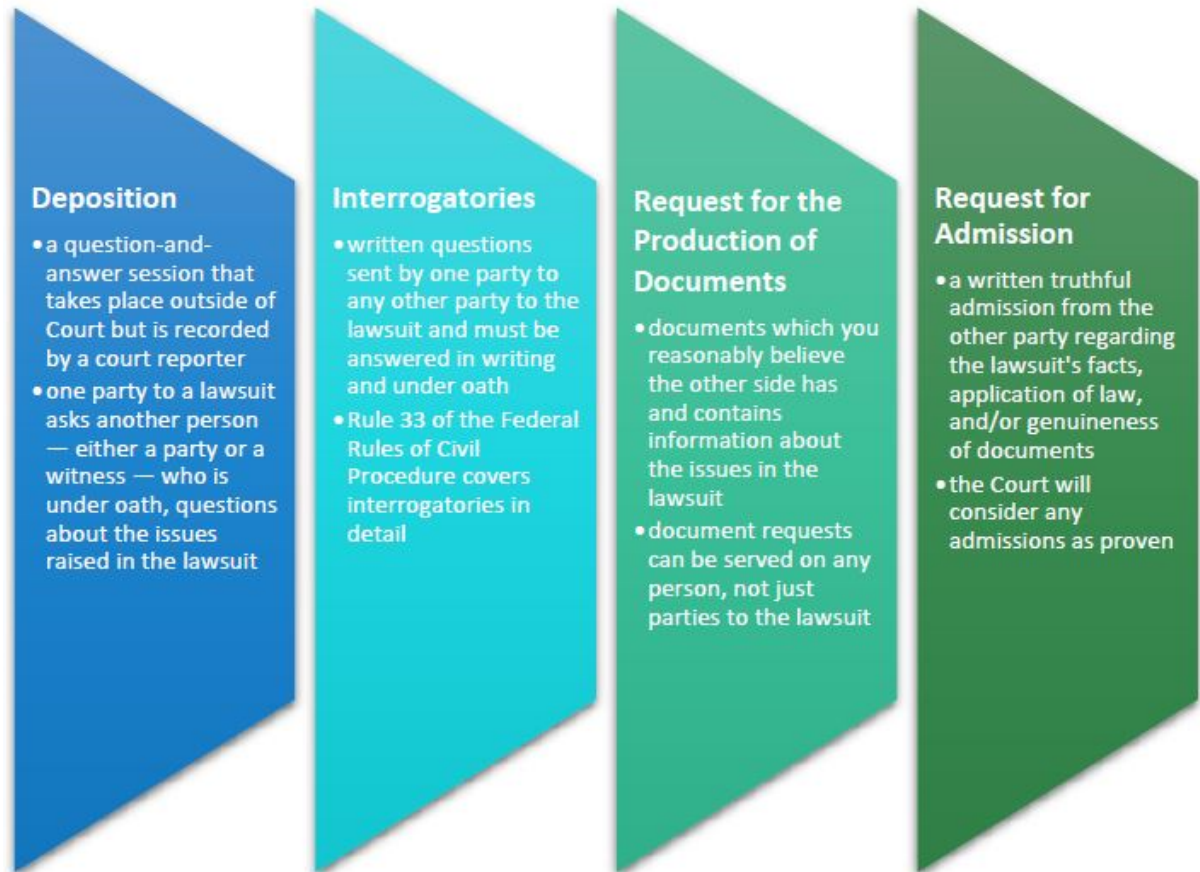 Deposition
•a question-and-
answer session that
takes place outside of
Court but is recorded
by a court reporter
•one party to a lawsuit
asks another person
— either a party or a
witness — who is
under oath, questions
about the issues
raised in the lawsuit
Interrogatories
•written questions
sent by one party to
any other party to the
lawsuit and must be
answered in writing
and under oath
•Rule 33 of the Federal
Rules of Civil
Procedure covers
interrogatories in
detail
Request for the
Production of
Documents
•documents which you
reasonably believe
the other side has
and contains
information about
the issues in the
lawsuit
•document requests
can be served on any
person, not just
parties to the lawsuit
Request for
Admission
•a written truthful
admission from the
other party regarding
the lawsuit's facts,
application of law,
and/or genuineness
of documents
•the Court will
consider any
admissions as proven